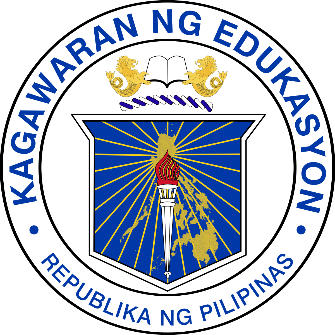 KAGAWARAN NG EDUKASYON
REPUBLIKA NG PILIPINAS